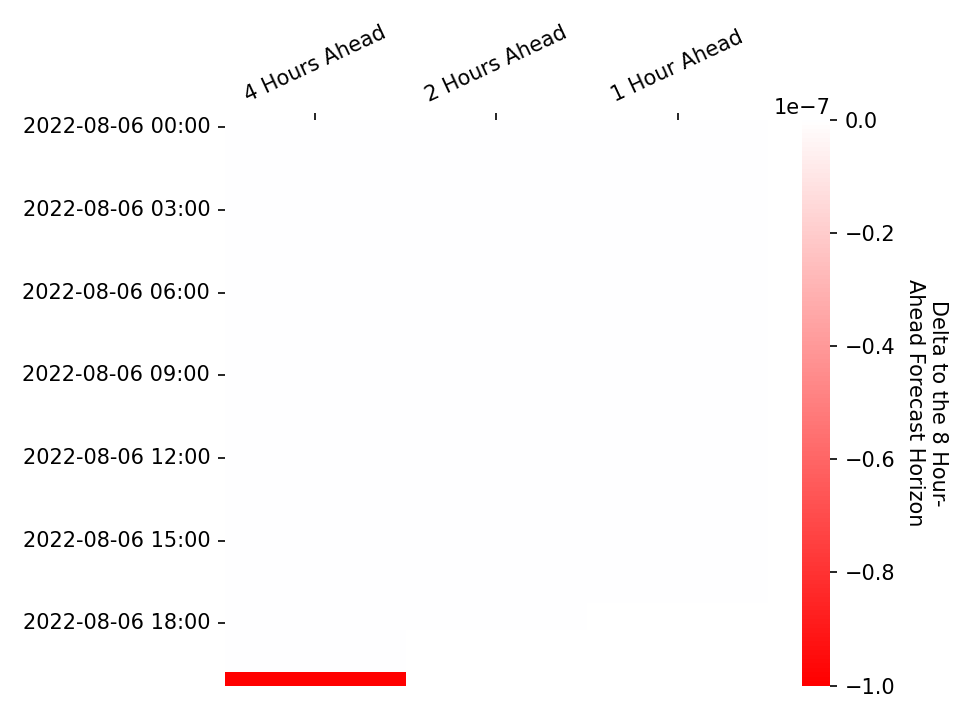 4 Hours Ahead
2 Hours Ahead
1 Hour Ahead
1e−7
2022-08-06 00:00
2022-08-06 03:00
2022-08-06 06:00
2022-08-06 09:00
2022-08-06 12:00
2022-08-06 15:00
2022-08-06 18:00
0.0
−0.2
−0.4
−0.6
−0.8
−1.0
Delta to the 8 Hour-
Ahead Forecast Horizon